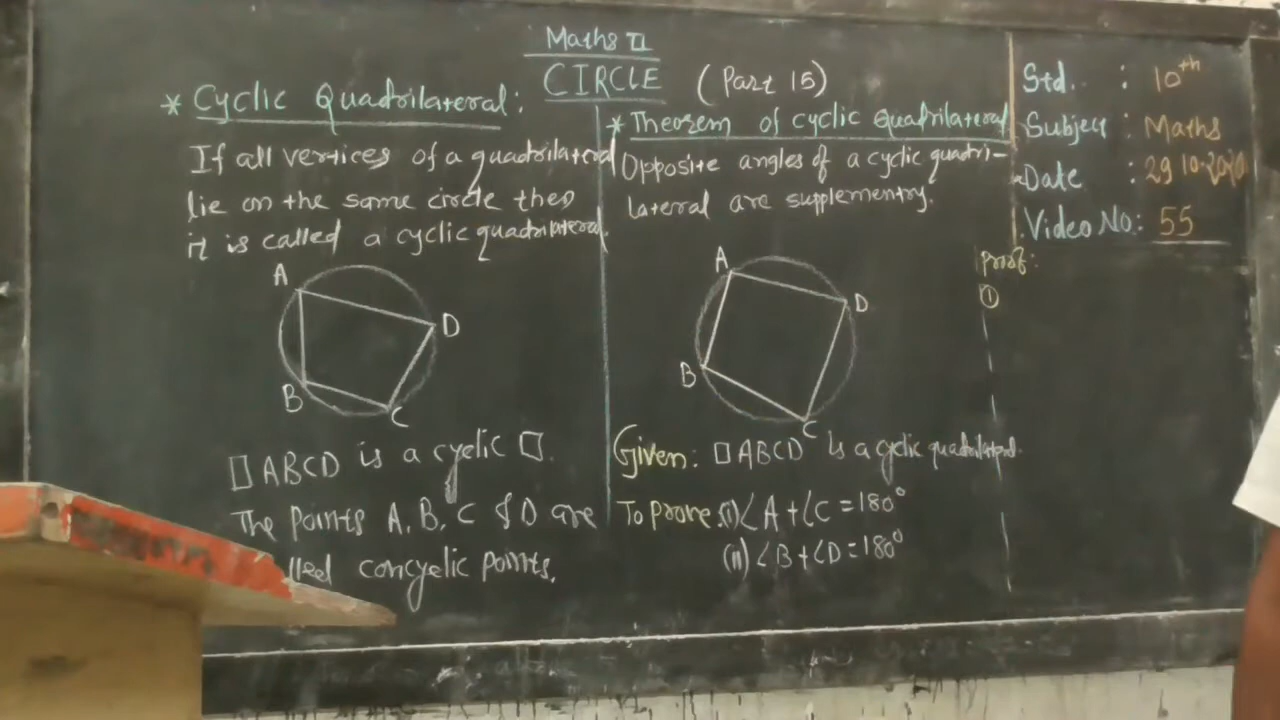 Maths II
CIRCLE (Part 15)
* Cyclic Quadrilateral:
If all vertices of a quadrilateral
lie on the same circle then
it is called a cyclic quadrilateral.
A
D
B
C
□ABCD is a cyclic □.
The points A, B, C & D are
concyclic points.
* Theorem of cyclic Quadrilateral
Opposite angles of a cyclic quadri-
lateral are supplementry.
A
D
B
C
Given: □ABCD is a cyclic quadrilateral.
To prove: (i) ∠A + ∠C = 180°
(ii) ∠B + ∠D = 180°
Std. : 10th
Subject : Maths
Date : 29 10.2020
Video No: 55
Proof:
①